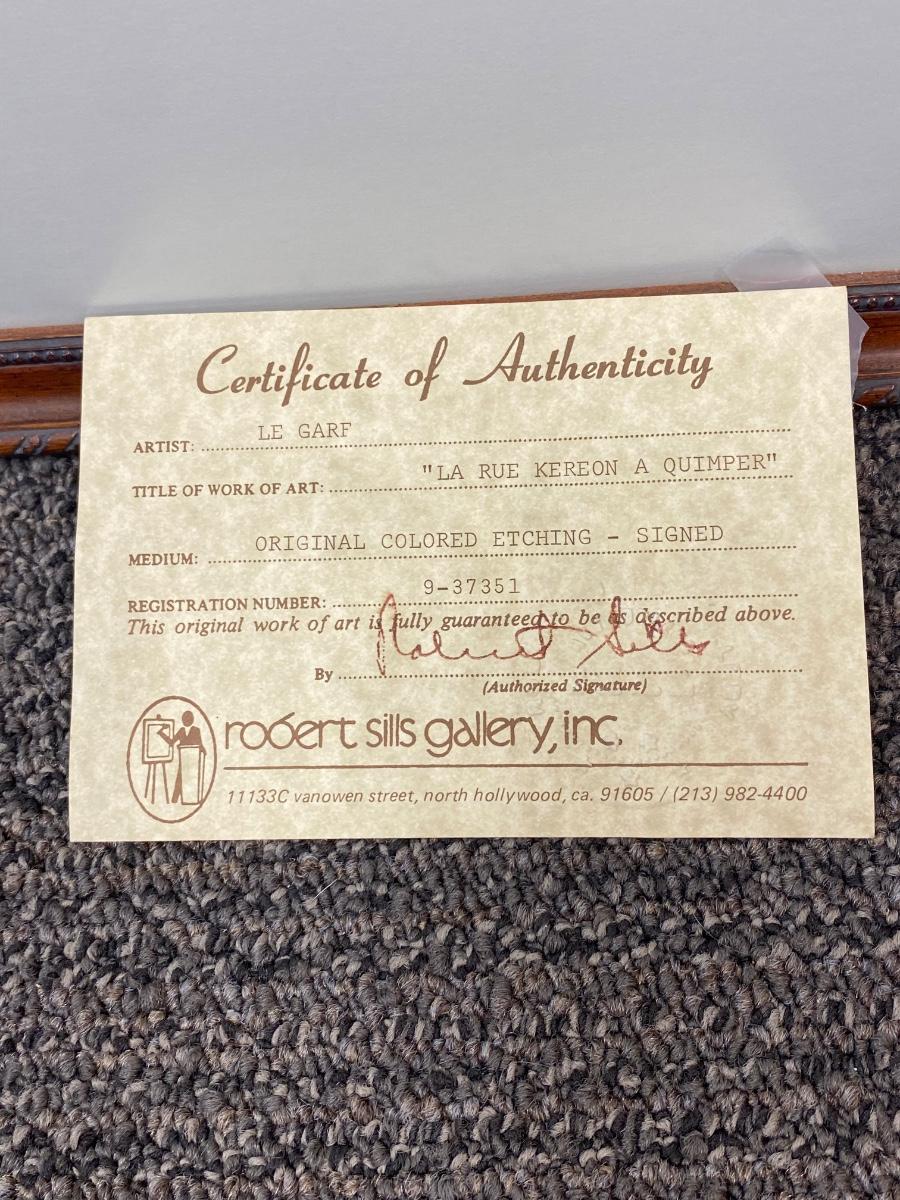 Certificate of Authenticity
ARTIST: LE GARF
TITLE OF WORK OF ART: "LA RUE KEREON A QUIMPER"
MEDIUM: ORIGINAL COLORED ETCHING - SIGNED
REGISTRATION NUMBER: 9-37351
This original work of art is fully guaranteed to be as described above.
By Robert Sills
(Authorized Signature)
robert sills gallery, inc.
11133C vanowen street, north hollywood, ca. 91605 / (213) 982-4400